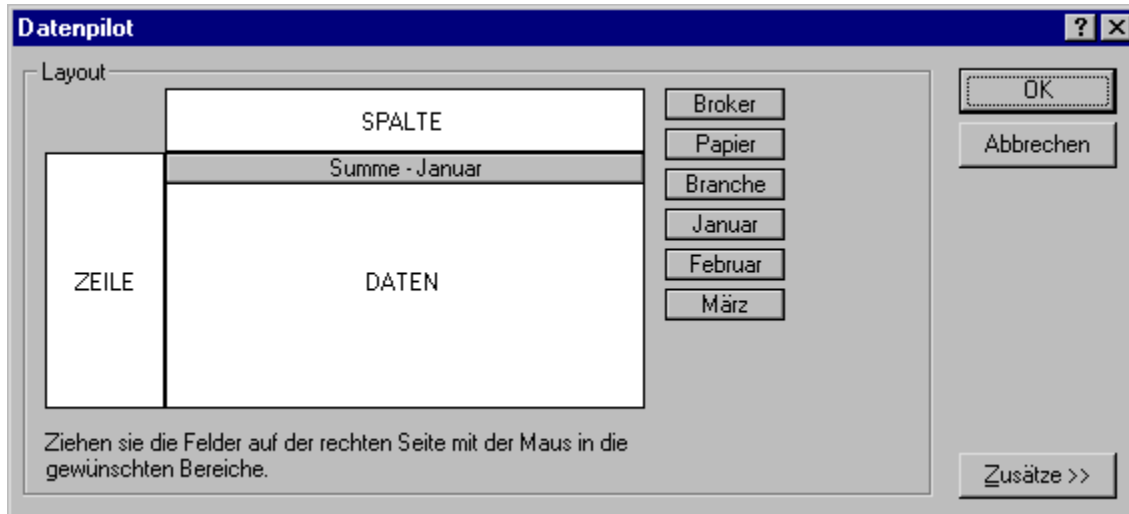 Datenpilot
Layout
SPALTE
Summe - Januar
ZEILE
DATEN
Broker
Papier
Branche
Januar
Februar
März
Ziehen sie die Felder auf der rechten Seite mit der Maus in die
gewünschten Bereiche.
OK
Abbrechen
Zusätze >>